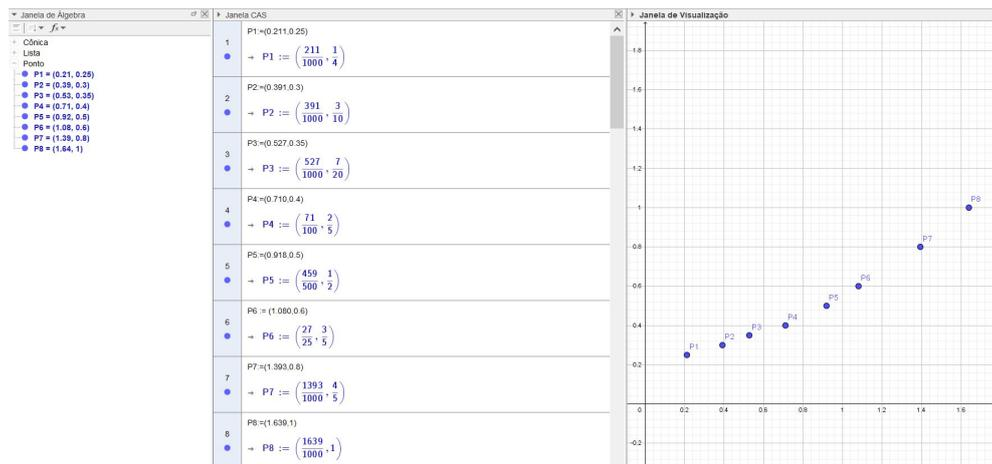 Janela de Álgebra
Cônica
Lista
Ponto
P1 = (0.21, 0.25)
P2 = (0.39, 0.3)
P3 = (0.53, 0.35)
P4 = (0.71, 0.4)
P5 = (0.92, 0.5)
P6 = (1.08, 0.6)
P7 = (1.39, 0.8)
P8 = (1.64, 1)
Janela CAS
1
P1:=(0.211,0.25)
→ P1 := (211/1000, 1/4)
2
P2:=(0.391,0.3)
→ P2 := (391/1000, 3/10)
3
P3:=(0.527,0.35)
→ P3 := (527/1000, 7/20)
4
P4:=(0.710,0.4)
→ P4 := (71/100, 2/5)
5
P5:=(0.918,0.5)
→ P5 := (459/500, 1/2)
6
P6 := (1.080,0.6)
→ P6 := (27/25, 3/5)
7
P7:=(1.393,0.8)
→ P7 := (1393/1000, 4/5)
8
P8:=(1.639,1)
→ P8 := (1639/1000, 1)
Janela de Visualização
1.8
1.6
1.4
1.2
1
P8
0.8
P7
0.6
P6
P5
0.4
P4
P3
P2
P1
0.2
0 0.2 0.4 0.6 0.8 1 1.2 1.4 1.6
-0.2